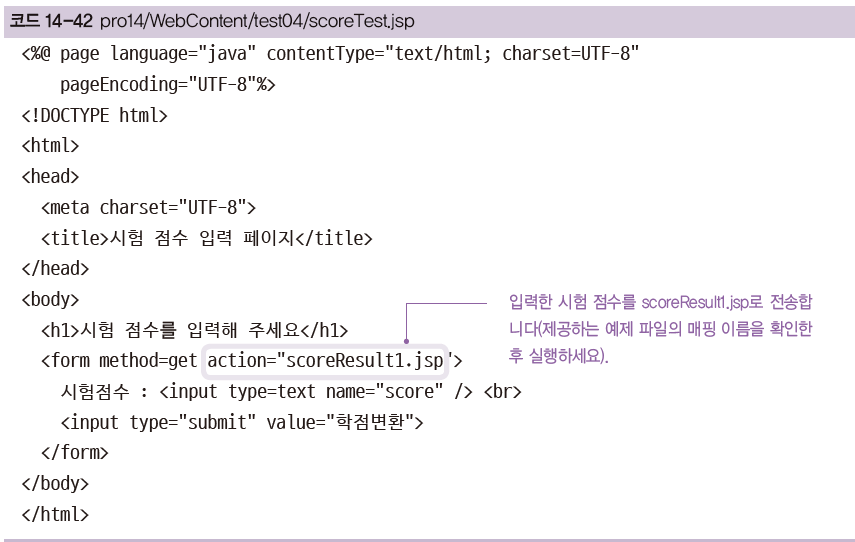 코드 14-42 pro14/WebContent/test04/scoreTest.jsp
<%@ page language="java" contentType="text/html; charset=UTF-8"
    pageEncoding="UTF-8"%>
<!DOCTYPE html>
<html>
<head>
  <meta charset="UTF-8">
  <title>시험 점수 입력 페이지</title>
</head>
<body>
  <h1>시험 점수를 입력해 주세요</h1>
  <form method=get action="scoreResult1.jsp">
    시험점수 : <input type=text name="score" /> <br>
    <input type="submit" value="학점변환">
  </form>
</body>
</html>
입력한 시험 점수를 scoreResult1.jsp로 전송합
니다(제공하는 예제 파일의 매핑 이름을 확인한
후 실행하세요).